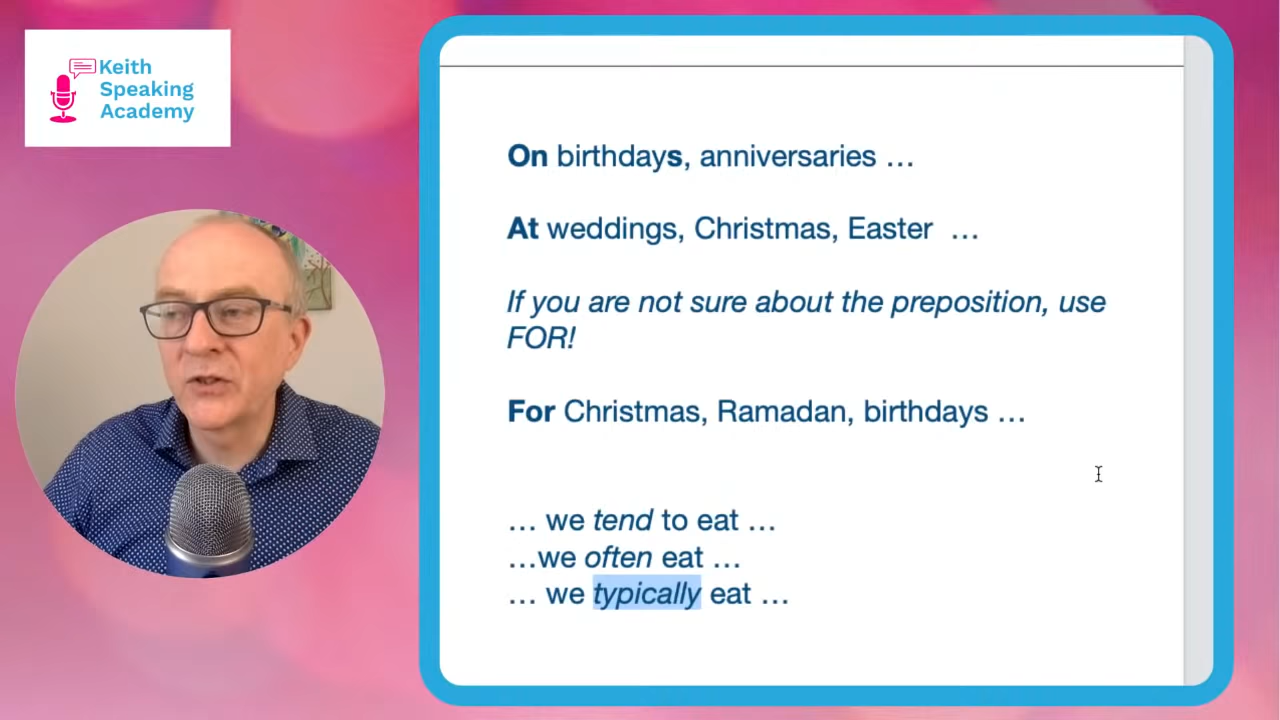 Keith
Speaking
Academy
On birthdays, anniversaries …
At weddings, Christmas, Easter …
If you are not sure about the preposition, use
FOR!
For Christmas, Ramadan, birthdays …
… we tend to eat …
…we often eat …
… we typically eat …